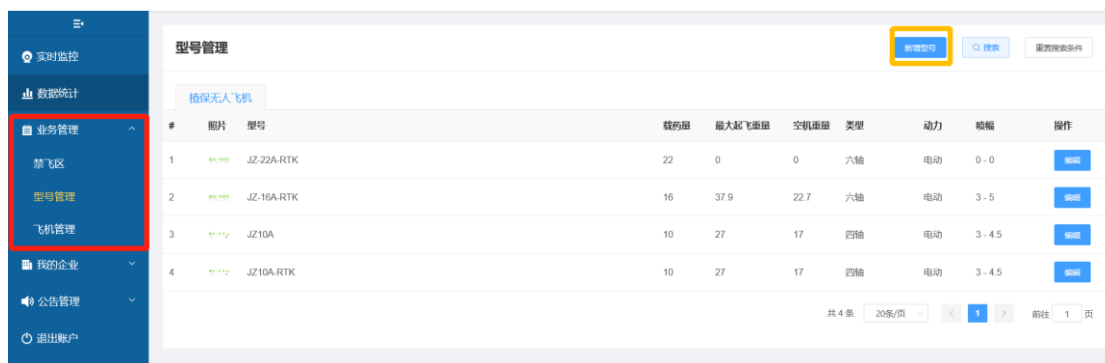 实时监控
数据统计
业务管理
禁飞区
型号管理
飞机管理
我的企业
公告管理
退出账户
型号管理
新增型号
搜索
重置搜索条件
植保无人飞机
# 照片 型号 载药量 最大起飞重量 空机重量 类型 动力 喷幅 操作
1 JZ-22A-RTK 22 0 0 六轴 电动 0 - 0 编辑
2 JZ-16A-RTK 16 37.9 22.7 六轴 电动 3 - 5 编辑
3 JZ10A 10 27 17 四轴 电动 3 - 4.5 编辑
4 JZ10A-RTK 10 27 17 四轴 电动 3 - 4.5 编辑
共 4 条 20条/页 < 1 > 前往 1 页